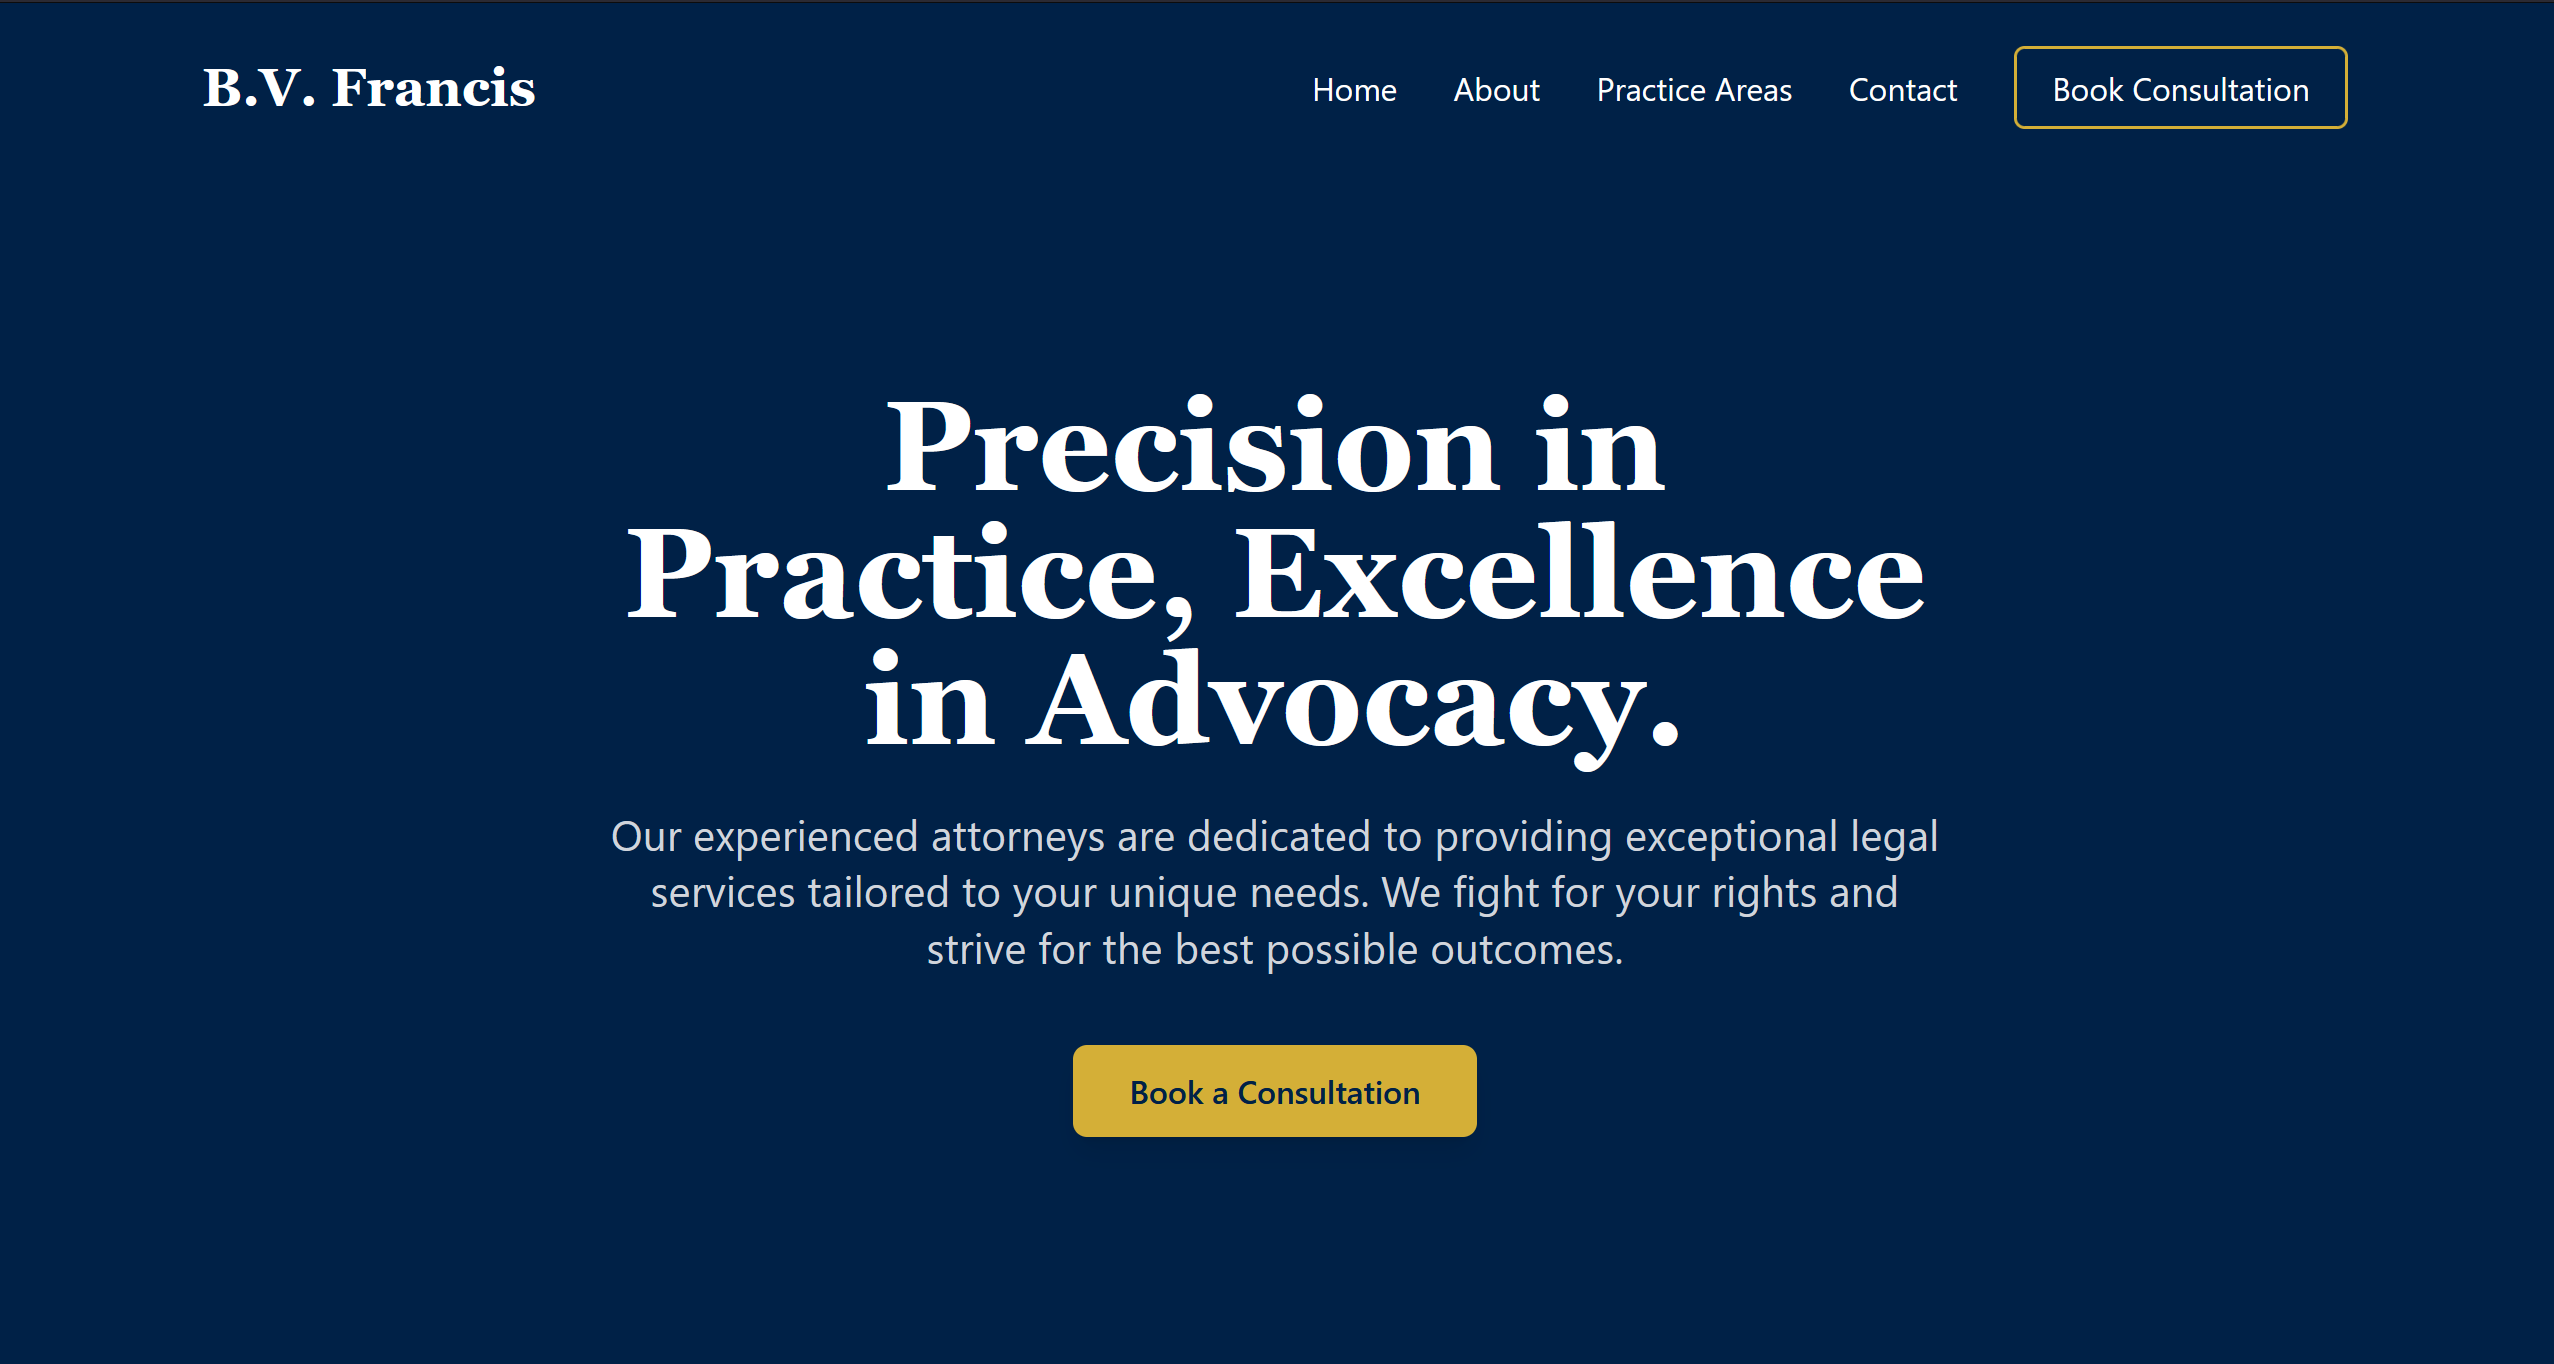 B.V. Francis
Home
About
Practice Areas
Contact
Book Consultation
Precision in
Practice, Excellence
in Advocacy.
Our experienced attorneys are dedicated to providing exceptional legal
services tailored to your unique needs. We fight for your rights and
strive for the best possible outcomes.
Book a Consultation